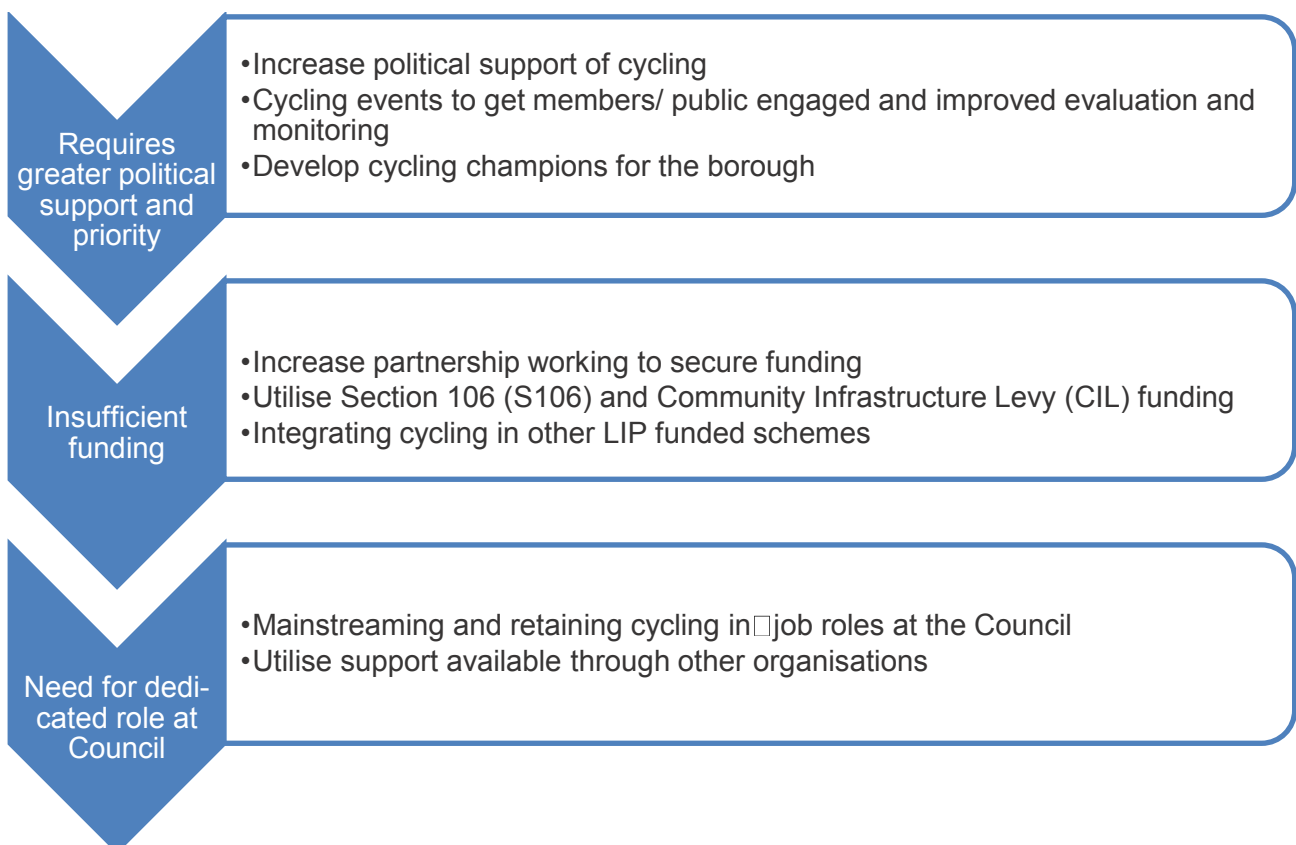 Requires
greater political
support and
priority
•Increase political support of cycling
•Cycling events to get members/ public engaged and improved evaluation and
monitoring
•Develop cycling champions for the borough
Insufficient
funding
•Increase partnership working to secure funding
•Utilise Section 106 (S106) and Community Infrastructure Levy (CIL) funding
•Integrating cycling in other LIP funded schemes
Need for dedi-
cated role at
Council
•Mainstreaming and retaining cycling in□job roles at the Council
•Utilise support available through other organisations